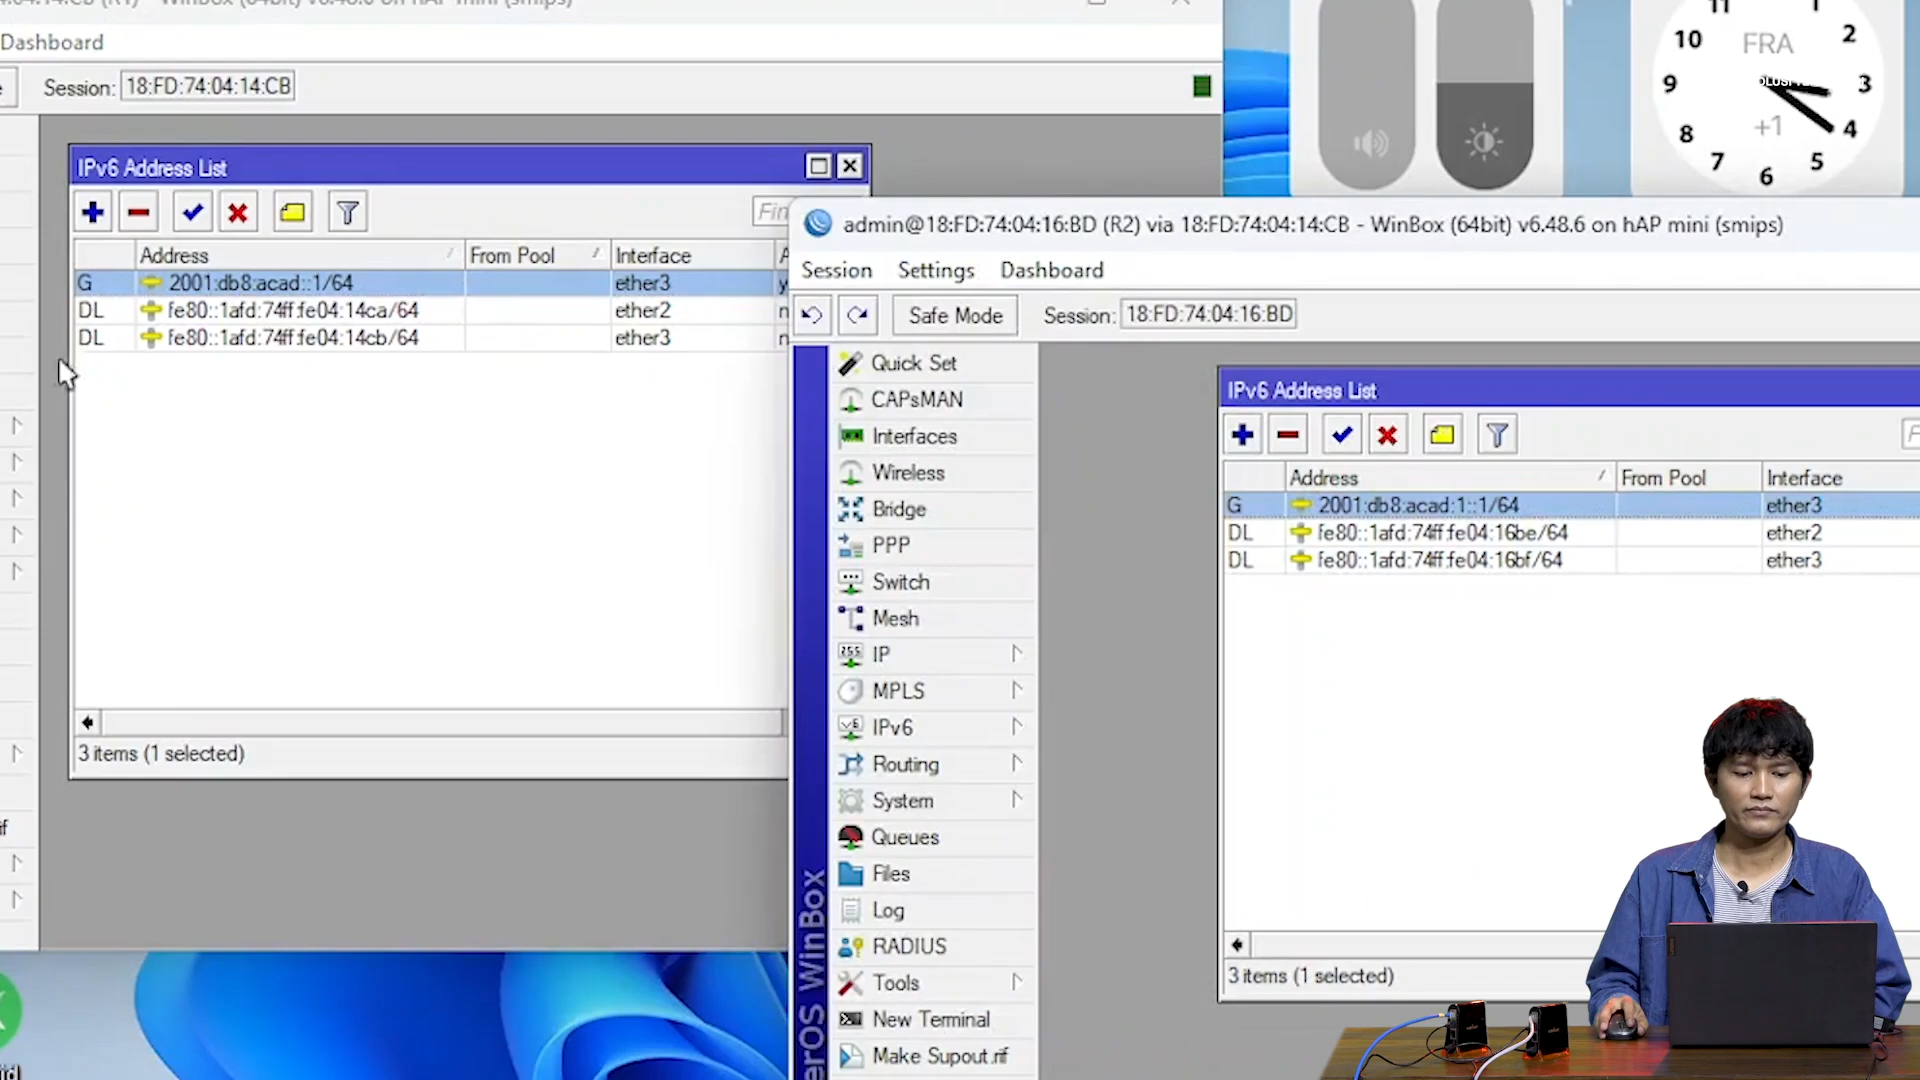 Dashboard
Session: 18:FD:74:04:14:CB
IPv6 Address List
Address From Pool Interface
G 2001:db8:acad::1/64 ether3
DL fe80::1afd:74ff:fe04:14ca/64 ether2
DL fe80::1afd:74ff:fe04:14cb/64 ether3
3 items (1 selected)
11 1
10 FRA 2
9 3
8 +1 4
7 6 5
admin@18:FD:74:04:16:BD (R2) via 18:FD:74:04:14:CB - WinBox (64bit) v6.48.6 on hAP mini (smips)
Session Settings Dashboard
Safe Mode Session: 18:FD:74:04:16:BD
Quick Set
CAPsMAN
Interfaces
Wireless
Bridge
PPP
Switch
Mesh
IP
MPLS
IPv6
Routing
System
Queues
Files
Log
RADIUS
Tools
New Terminal
Make Supout.rif
WinBox
IPv6 Address List
Address From Pool Interface
G 2001:db8:acad:1::1/64 ether3
DL fe80::1afd:74ff:fe04:16be/64 ether2
DL fe80::1afd:74ff:fe04:16bf/64 ether3
3 items (1 selected)